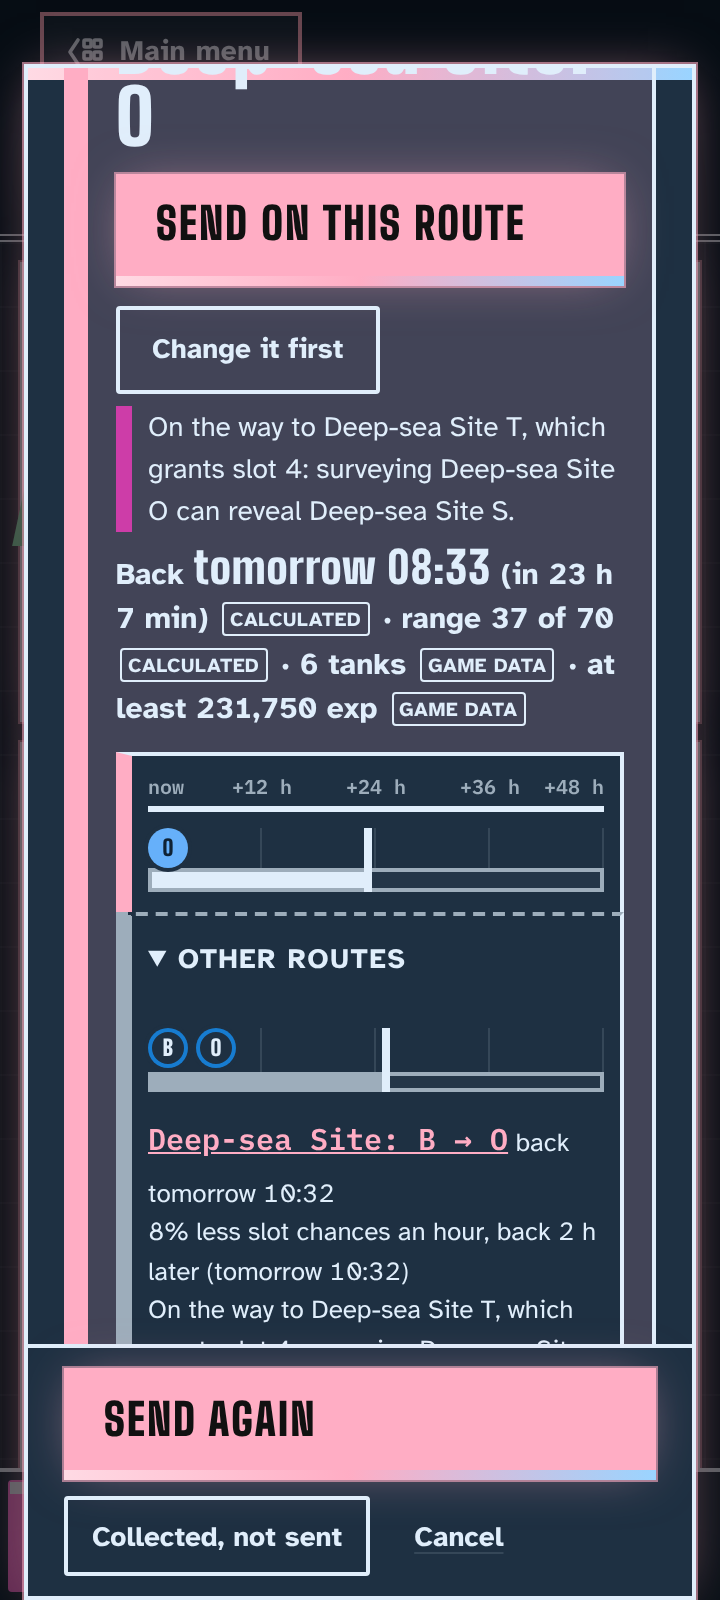 Main menu
Deep-sea Site:
O
SEND ON THIS ROUTE
Change it first
On the way to Deep-sea Site T, which
grants slot 4: surveying Deep-sea Site
O can reveal Deep-sea Site S.
Back tomorrow 08:33 (in 23 h
7 min) CALCULATED · range 37 of 70
CALCULATED · 6 tanks GAME DATA · at
least 231,750 exp GAME DATA
now +12 h +24 h +36 h +48 h
O
▼ OTHER ROUTES
B O
Deep-sea Site: B → O back
tomorrow 10:32
8% less slot chances an hour, back 2 h
later (tomorrow 10:32)
On the way to Deep-sea Site T, which
SEND AGAIN
Collected, not sent Cancel